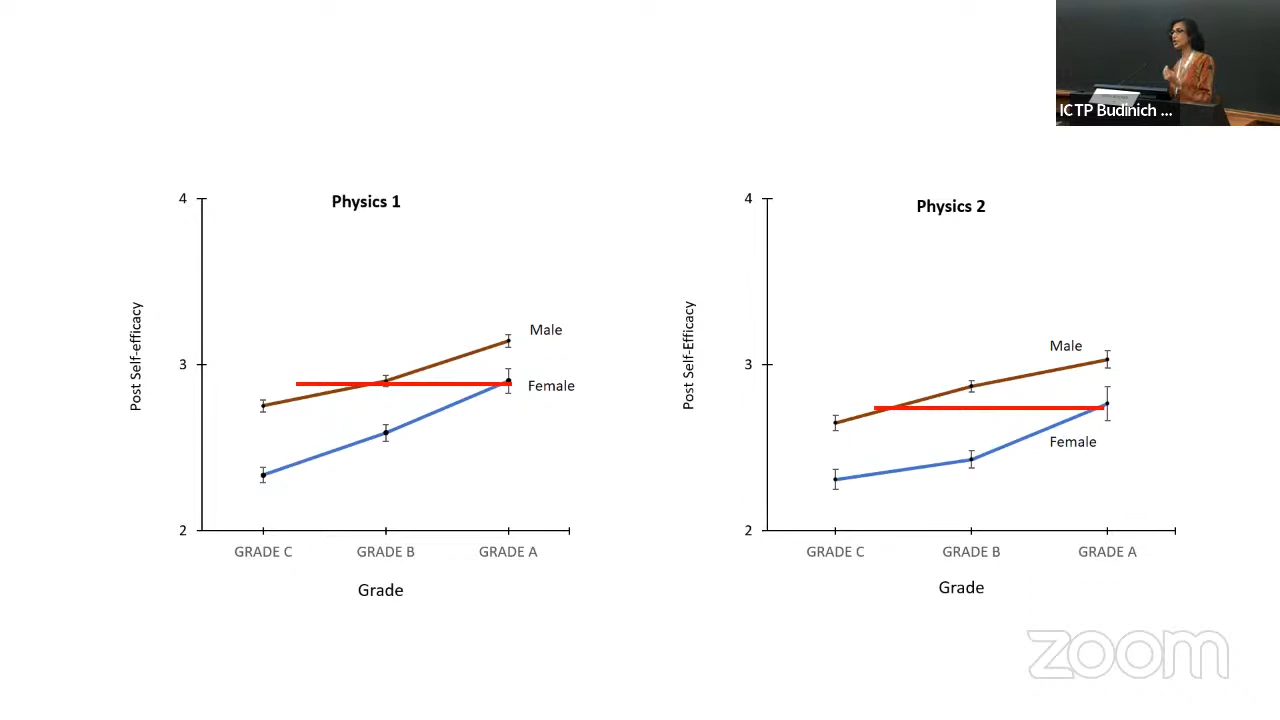 ICTP Budinich ...
Physics 1
4
3
2
Post Self-efficacy
Male
Female
GRADE C
GRADE B
GRADE A
Grade
Physics 2
4
3
2
Post Self-Efficacy
Male
Female
GRADE C
GRADE B
GRADE A
Grade
zoom